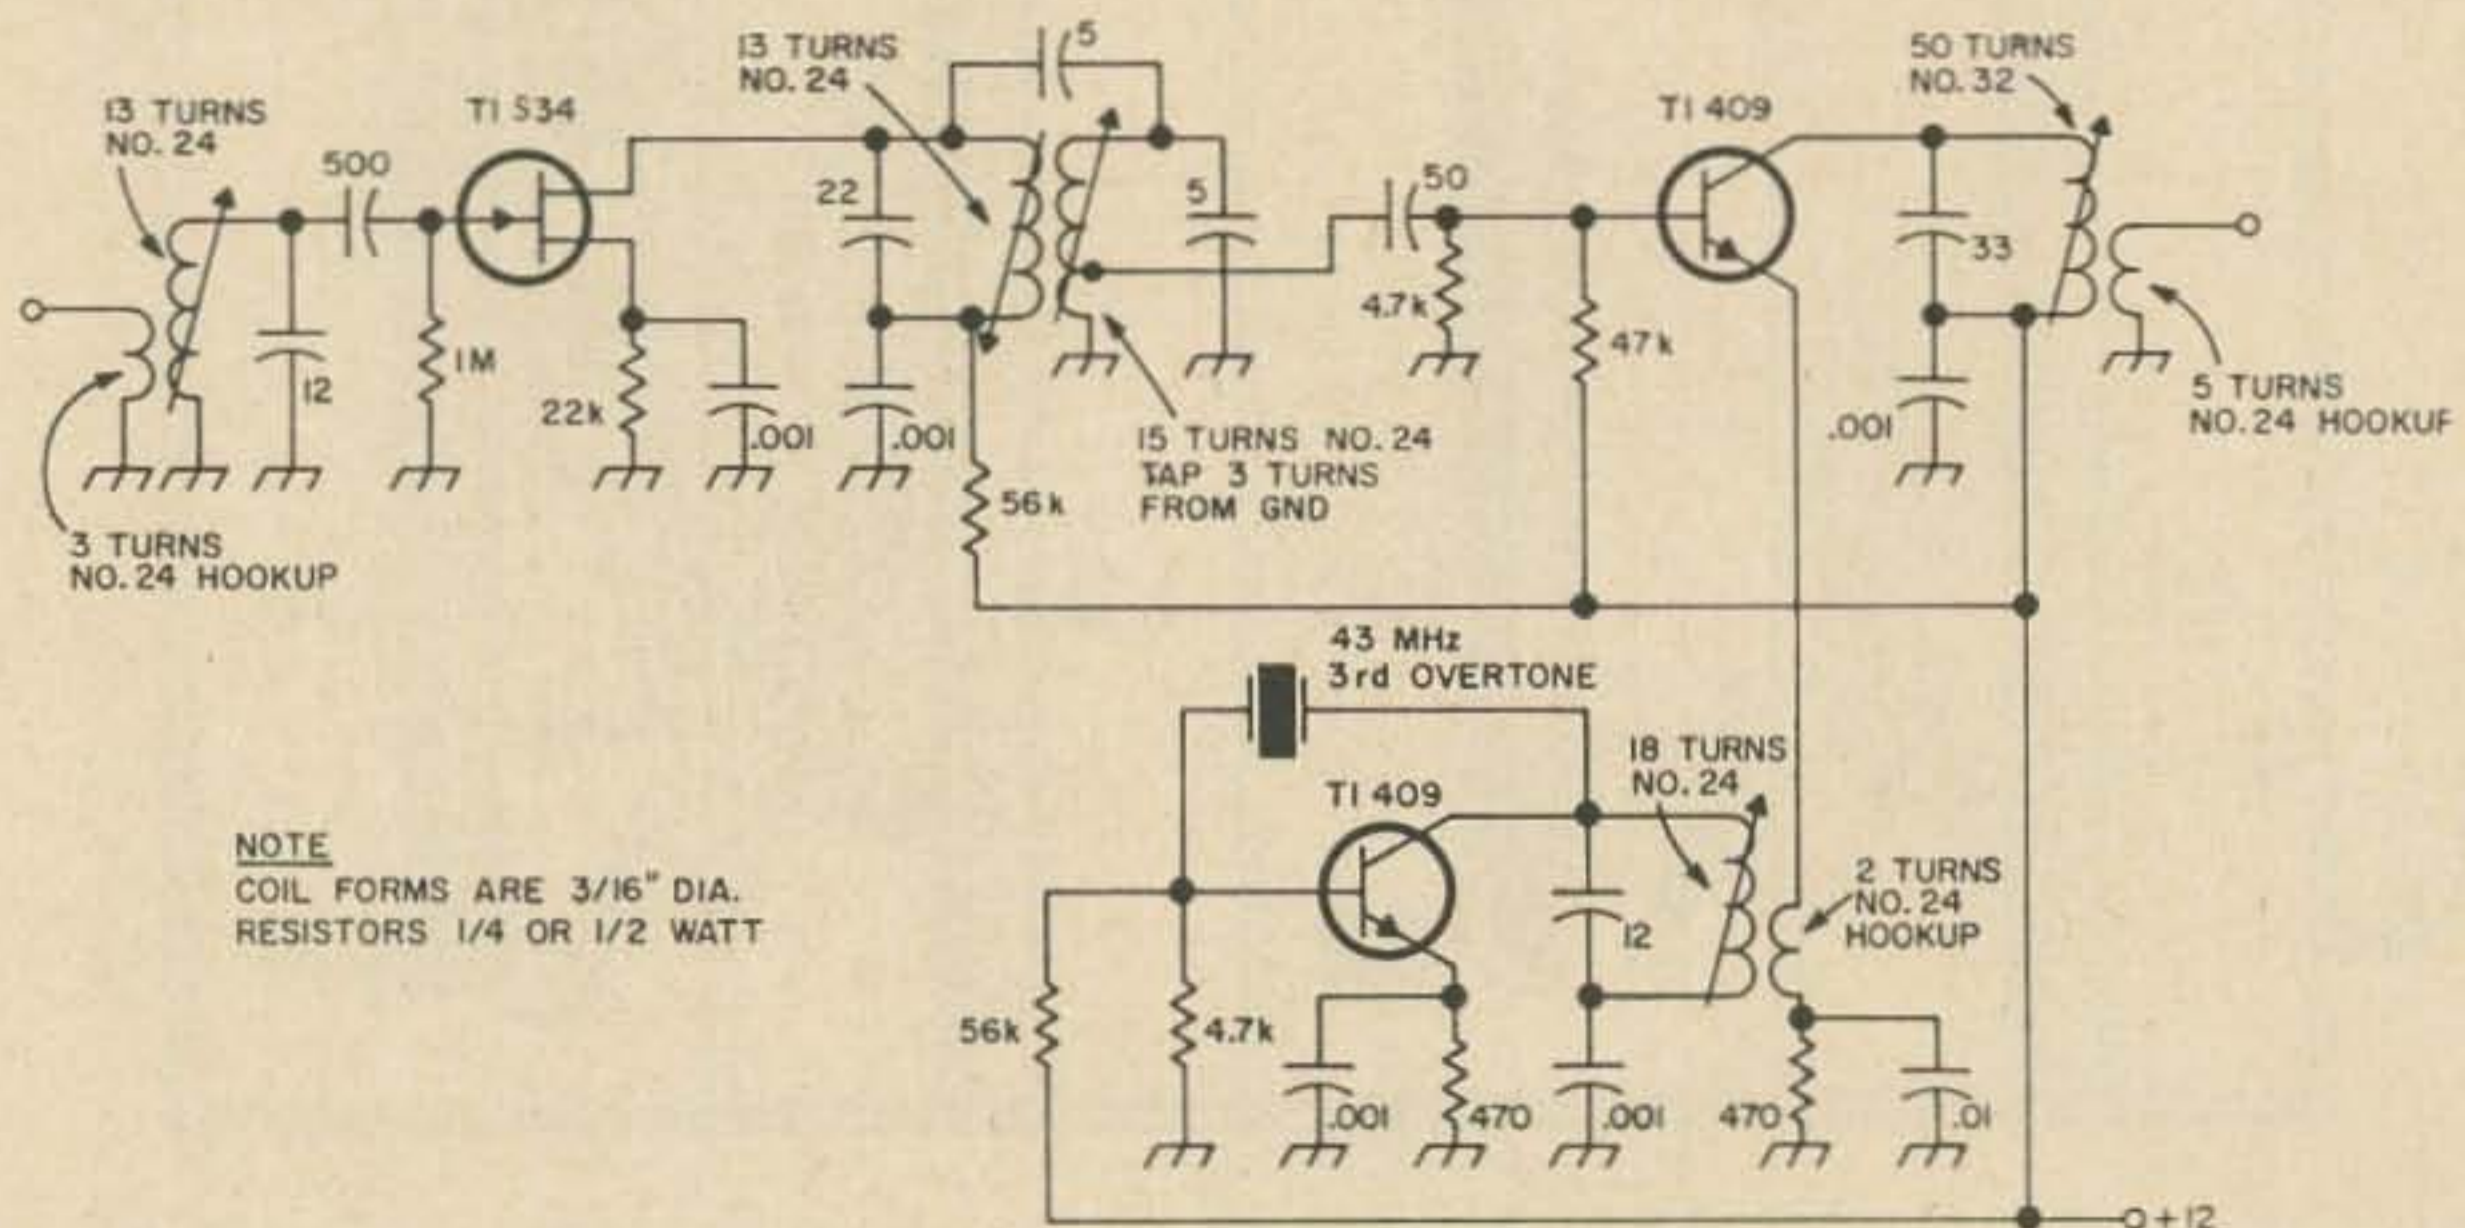 13 TURNS
NO. 24
TI S34
500
12
1M
22k
.001
3 TURNS
NO. 24 HOOKUP
13 TURNS
NO. 24
5
22
.001
5
56k
15 TURNS NO. 24
TAP 3 TURNS
FROM GND
50
4.7k
47k
TI 409
50 TURNS
NO. 32
33
.001
5 TURNS
NO. 24 HOOKUP
43 MHz
3rd OVERTONE
TI 409
18 TURNS
NO. 24
12
2 TURNS
NO. 24
HOOKUP
56k
4.7k
.001
470
.001
470
.01
+12
NOTE
COIL FORMS ARE 3/16" DIA.
RESISTORS 1/4 OR 1/2 WATT